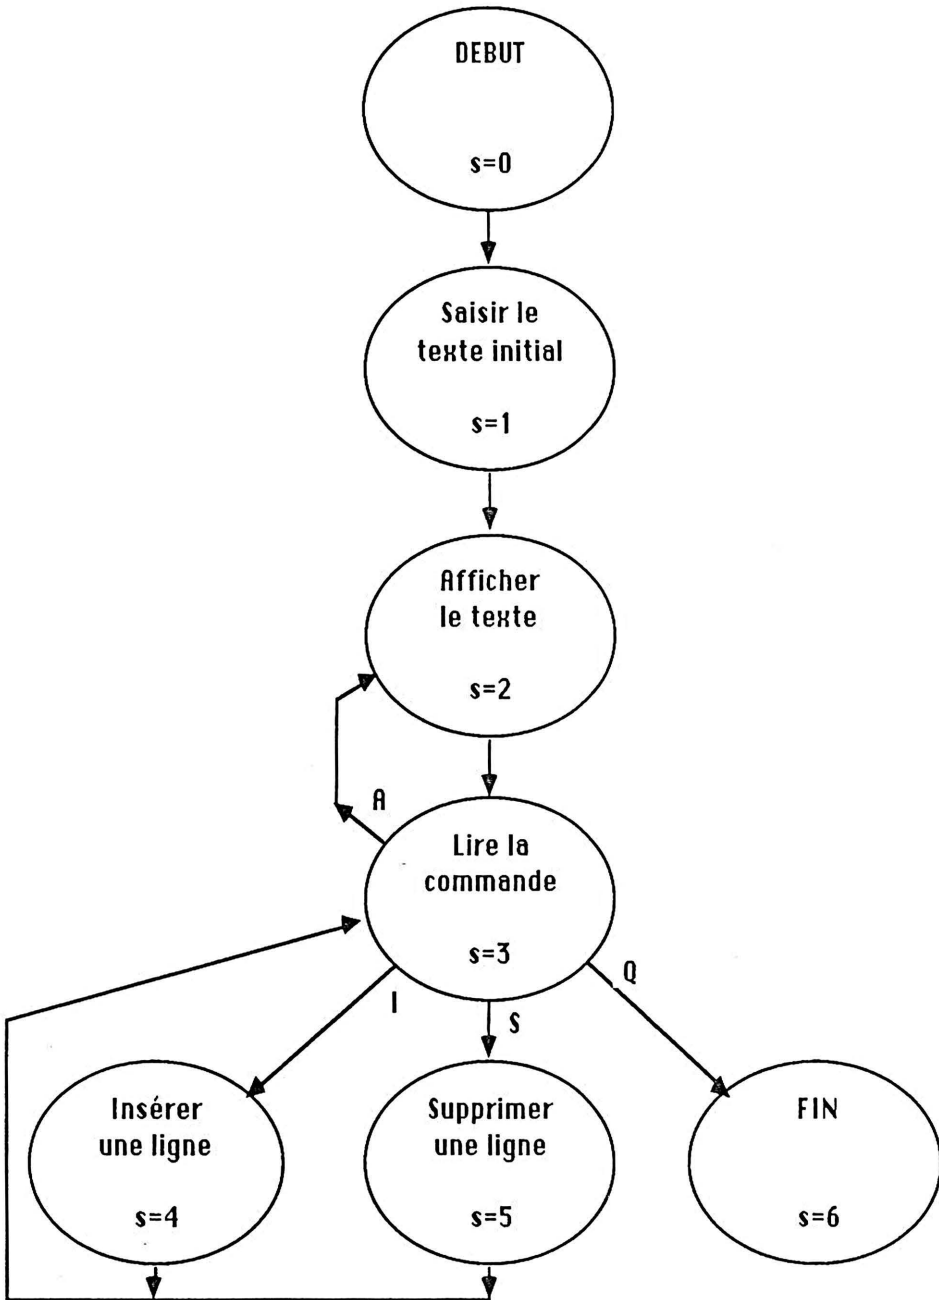 DEBUT
s=0
Saisir le
texte initial
s=1
Afficher
le texte
s=2
A
Lire la
commande
s=3
I
S
Q
Insérer
une ligne
s=4
Supprimer
une ligne
s=5
FIN
s=6